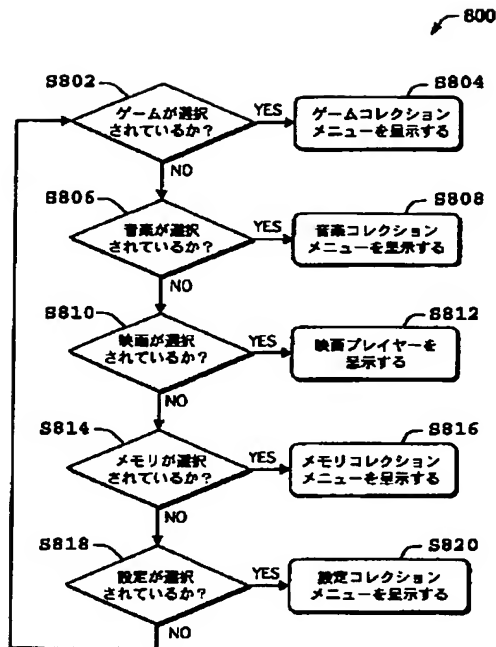 800
S802
S804
ゲームが選択
されているか?
YES
ゲームコレクション
メニューを呈示する
NO
S806
S808
音楽が選択
されているか?
YES
音楽コレクション
メニューを呈示する
NO
S810
S812
映画が選択
されているか?
YES
映画プレイヤーを
呈示する
NO
S814
S816
メモリが選択
されているか?
YES
メモリコレクション
メニューを呈示する
NO
S818
S820
設定が選択
されているか?
YES
設定コレクション
メニューを呈示する
NO